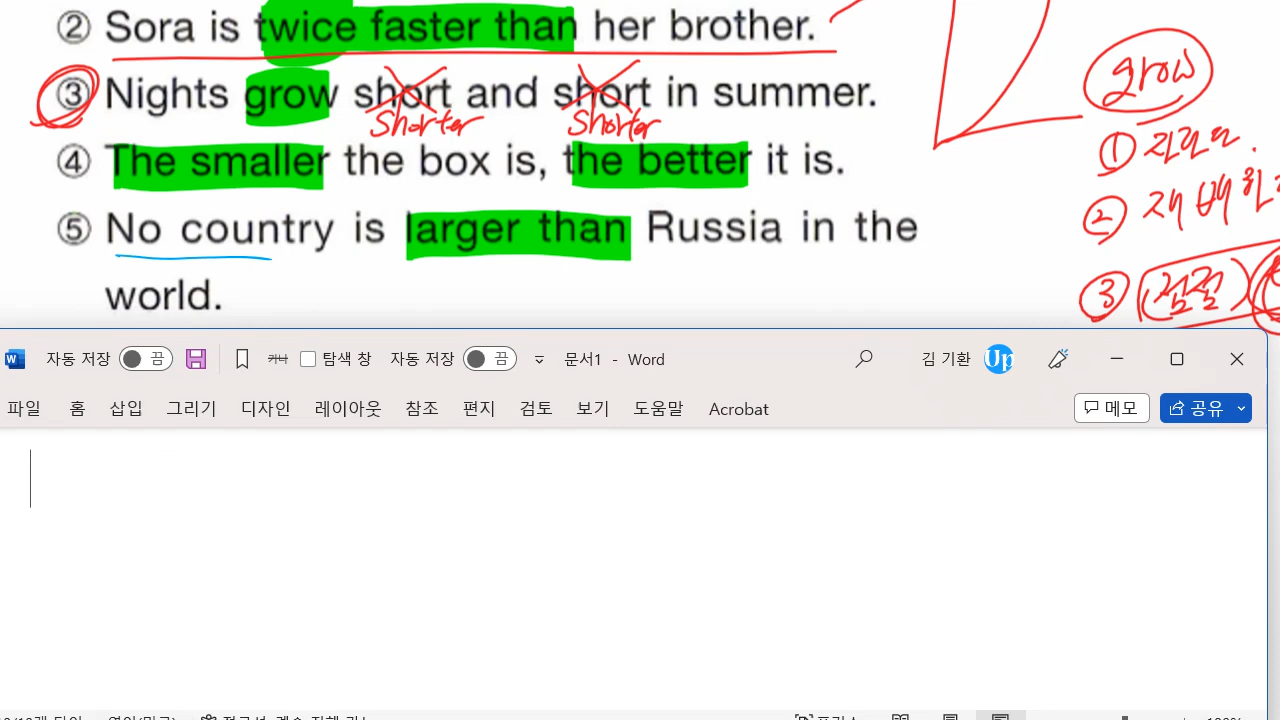 ② Sora is twice faster than her brother.
③ Nights grow short and short in summer.
shorter shorter
④ The smaller the box is, the better it is.
⑤ No country is larger than Russia in the
world.
grow
① 자란다.
② 재배
③ (점점)
자동 저장 끔 가나 탐색 창 자동 저장 끔 문서1 - Word 김 기환 Up
파일 홈 삽입 그리기 디자인 레이아웃 참조 편지 검토 보기 도움말 Acrobat 메모 공유